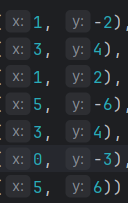 ( x: 1, y: -2),
( x: 3, y: 4),
( x: 1, y: 2),
( x: 5, y: -6),
( x: 3, y: 4),
( x: 0, y: -3),
( x: 5, y: 6))